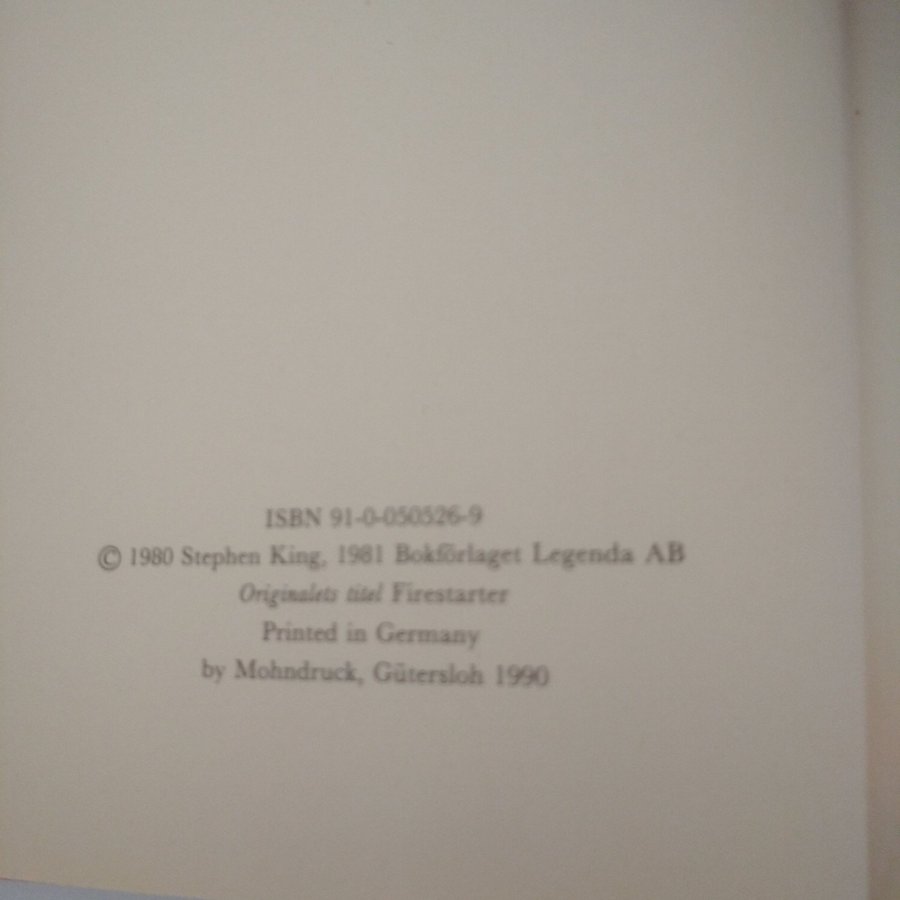 ISBN 91-0-050526-9
© 1980 Stephen King, 1981 Bokförlaget Legenda AB
Originalets titel Firestarter
Printed in Germany
by Mohndruck, Gütersloh 1990